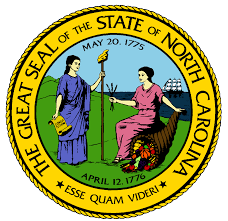 THE GREAT SEAL OF THE STATE OF NORTH CAROLINA
MAY 20, 1775
APRIL 12, 1776
★ ESSE QUAM VIDERI ★